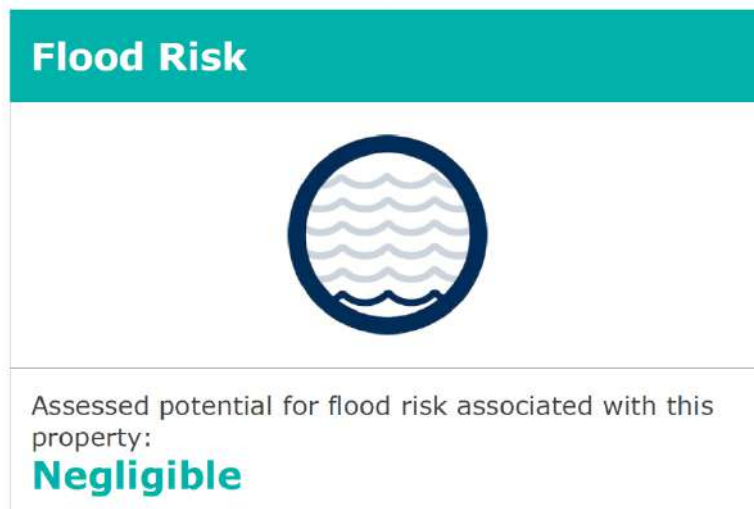 Flood Risk
Assessed potential for flood risk associated with this
property:
Negligible